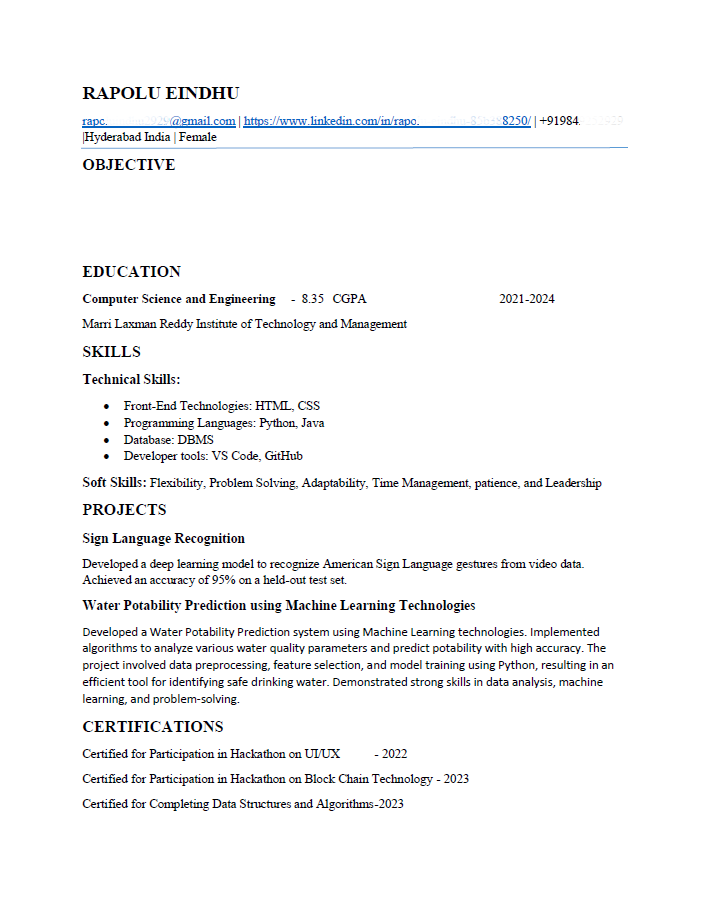 RAPOLU EINDHU
rapc. @gmail.com | https://www.linkedin.com/in/rapo. 8250/ | +91984.
|Hyderabad India | Female
OBJECTIVE
EDUCATION
Computer Science and Engineering - 8.35 CGPA 2021-2024
Marri Laxman Reddy Institute of Technology and Management
SKILLS
Technical Skills:
• Front-End Technologies: HTML, CSS
• Programming Languages: Python, Java
• Database: DBMS
• Developer tools: VS Code, GitHub
Soft Skills: Flexibility, Problem Solving, Adaptability, Time Management, patience, and Leadership
PROJECTS
Sign Language Recognition
Developed a deep learning model to recognize American Sign Language gestures from video data.
Achieved an accuracy of 95% on a held-out test set.
Water Potability Prediction using Machine Learning Technologies
Developed a Water Potability Prediction system using Machine Learning technologies. Implemented
algorithms to analyze various water quality parameters and predict potability with high accuracy. The
project involved data preprocessing, feature selection, and model training using Python, resulting in an
efficient tool for identifying safe drinking water. Demonstrated strong skills in data analysis, machine
learning, and problem-solving.
CERTIFICATIONS
Certified for Participation in Hackathon on UI/UX - 2022
Certified for Participation in Hackathon on Block Chain Technology - 2023
Certified for Completing Data Structures and Algorithms-2023